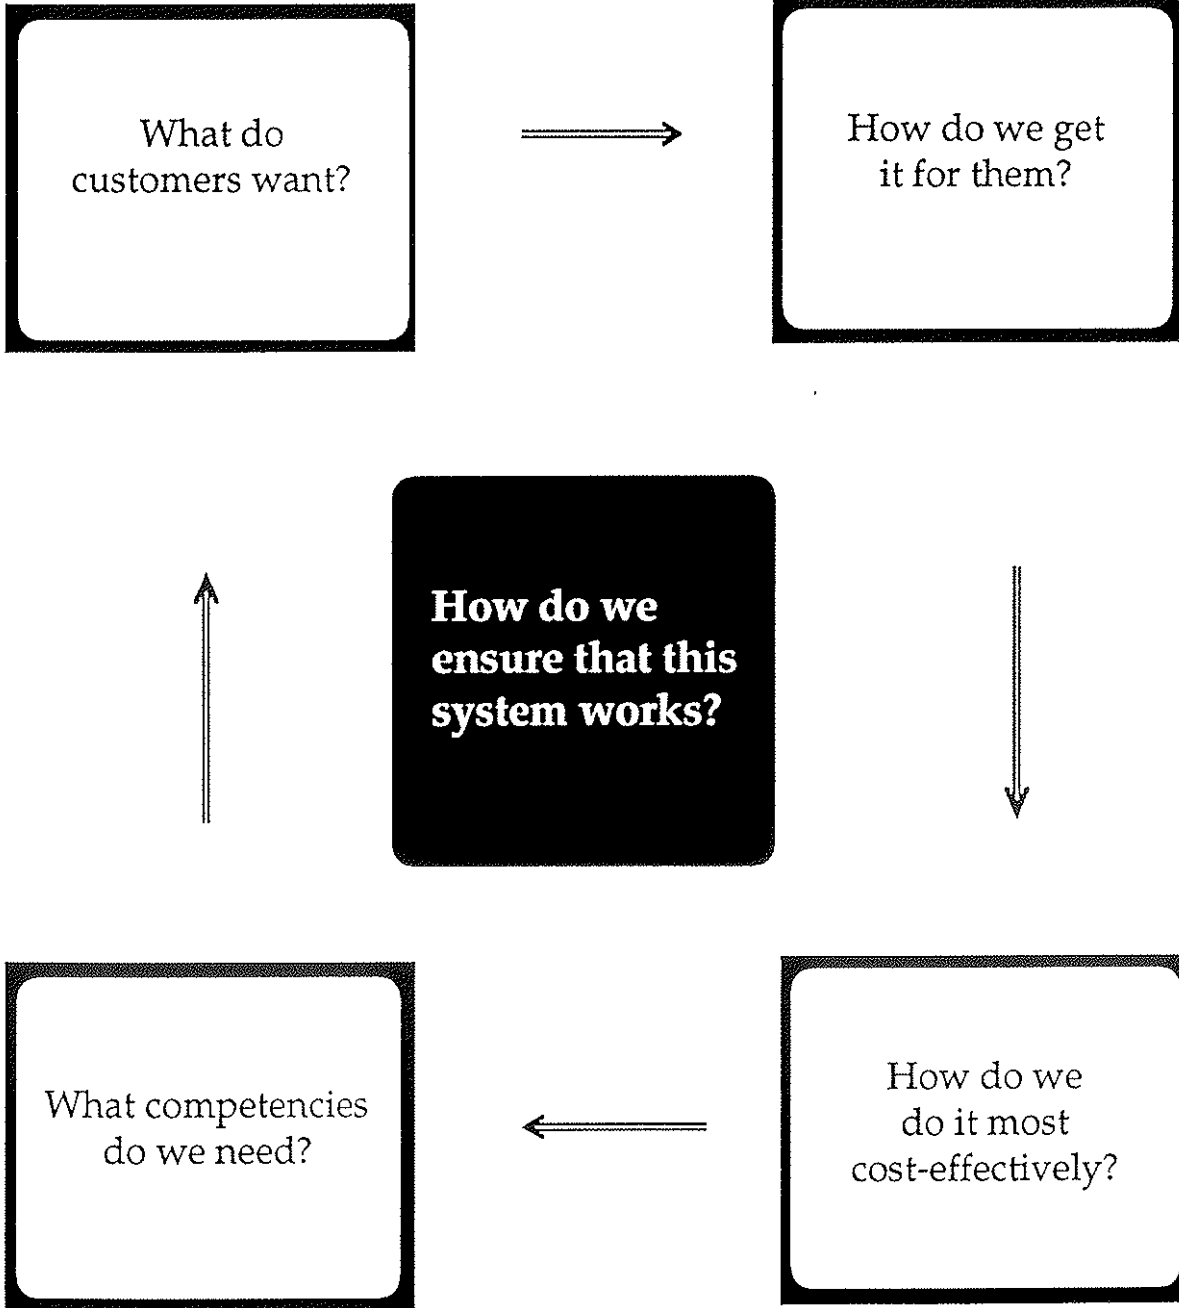 What do
customers want?
How do we get
it for them?
How do we
ensure that this
system works?
What competencies
do we need?
How do we
do it most
cost-effectively?